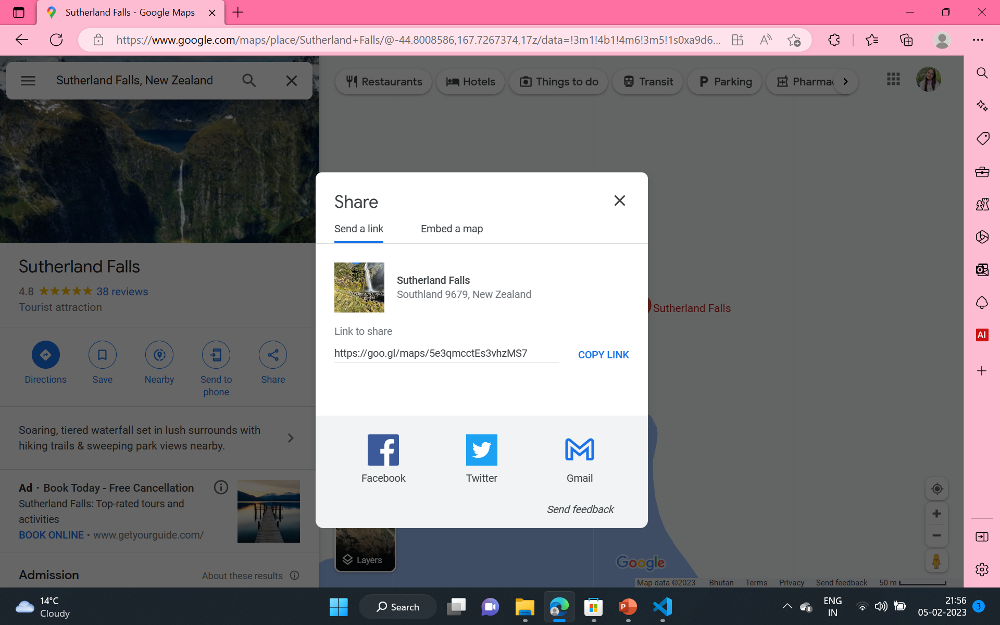 Sutherland Falls - Google Maps
https://www.google.com/maps/place/Sutherland+Falls/@-44.8008586,167.7267374,17z/data=!3m1!4b1!4m6!3m5!1s0xa9d6...
Sutherland Falls, New Zealand
Restaurants
Hotels
Things to do
Transit
Parking
Pharmac
Sutherland Falls
4.8
38 reviews
Tourist attraction
Directions
Save
Nearby
Send to
phone
Share
Soaring, tiered waterfall set in lush surrounds with
hiking trails & sweeping park views nearby.
Ad · Book Today - Free Cancellation
Sutherland Falls: Top-rated tours and
activities
BOOK ONLINE • www.getyourguide.com/
Admission
About these results
Share
Send a link
Embed a map
Sutherland Falls
Southland 9679, New Zealand
Link to share
https://goo.gl/maps/5e3qmcctEs3vhzMS7
COPY LINK
Facebook
Twitter
Gmail
Send feedback
Sutherland Falls
Layers
Google
Map data ©2023
Bhutan
Terms
Privacy
Send feedback
50 m
AI
14°C
Cloudy
Search
ENG
IN
21:56
05-02-2023
3